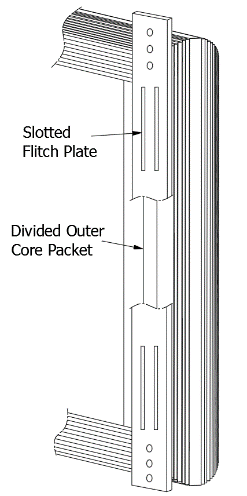 Slotted
Flitch Plate
Divided Outer
Core Packet